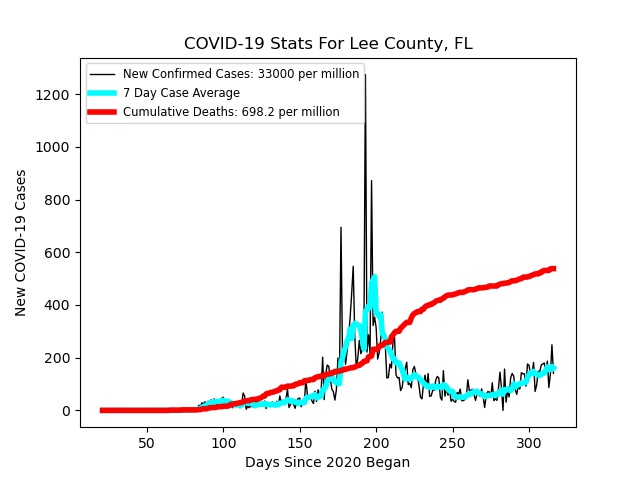 COVID-19 Stats For Lee County, FL
New Confirmed Cases: 33000 per million
7 Day Case Average
Cumulative Deaths: 698.2 per million
New COVID-19 Cases
1200
1000
800
600
400
200
0
50 100 150 200 250 300
Days Since 2020 Began